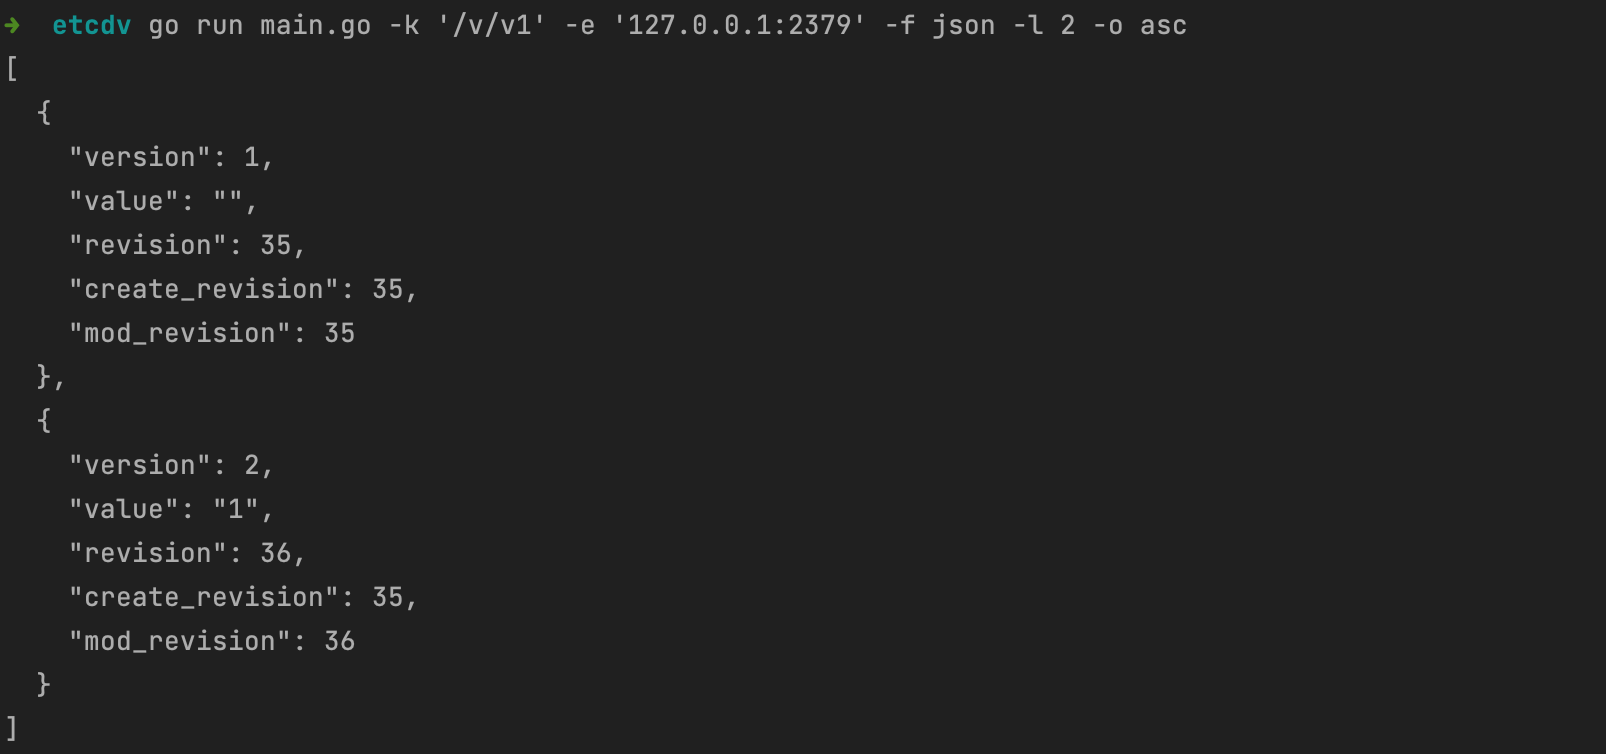 ➜  etcdv go run main.go -k '/v/v1' -e '127.0.0.1:2379' -f json -l 2 -o asc
[
  {
    "version": 1,
    "value": "",
    "revision": 35,
    "create_revision": 35,
    "mod_revision": 35
  },
  {
    "version": 2,
    "value": "1",
    "revision": 36,
    "create_revision": 35,
    "mod_revision": 36
  }
]